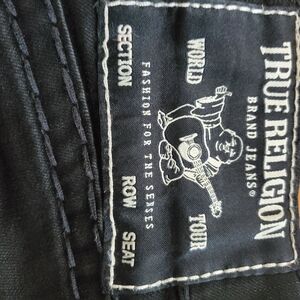 TRUE RELIGION
BRAND JEANS®
WORLD TOUR
FASHION FOR THE SENSES
SECTION ROW SEAT